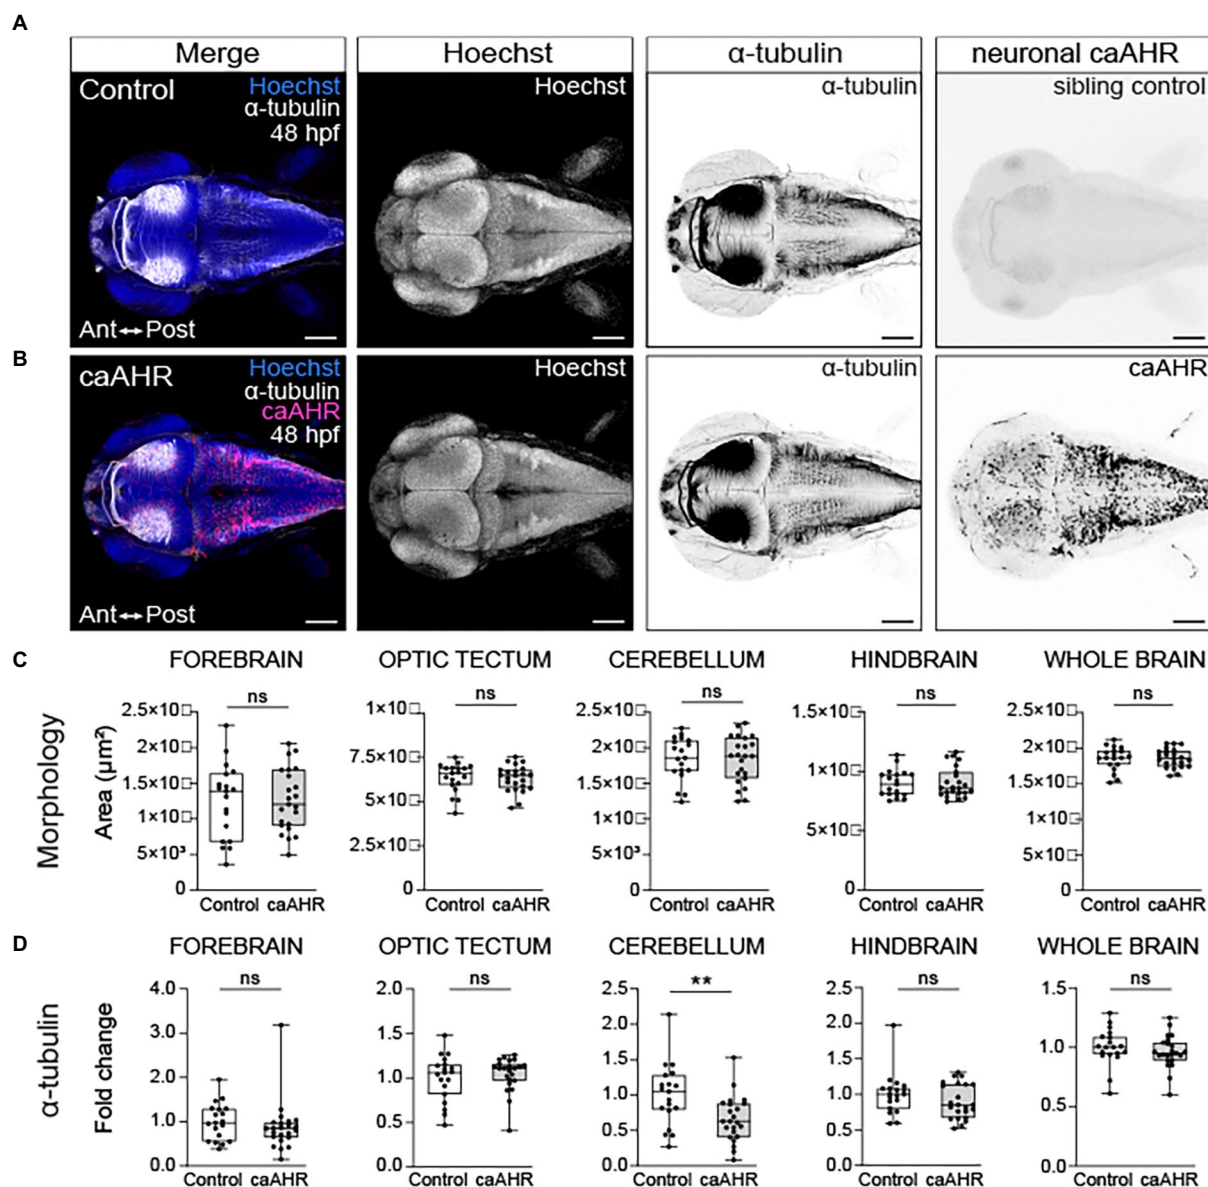 A
Merge Hoechst α-tubulin neuronal caAHR
Control Hoechst Hoechst α-tubulin sibling control
α-tubulin
48 hpf
Ant↔Post
B
caAHR Hoechst Hoechst α-tubulin caAHR
α-tubulin
caAHR
48 hpf
Ant↔Post
C
FOREBRAIN OPTIC TECTUM CEREBELLUM HINDBRAIN WHOLE BRAIN
Morphology
Area (µm²)
ns ns ns ns ns
2.5×10□ 1×10□ 2.5×10□ 1.5×10□ 2.5×10□
2×10□ 7.5×10□ 2×10□ 1×10□ 2×10□
1.5×10□ 5×10□ 1.5×10□ 5×10□ 1.5×10□
1×10□ 2.5×10□ 1×10□ 0 1×10□
5×10³ 0 5×10³ 5×10³
0 0 0
Control caAHR Control caAHR Control caAHR Control caAHR Control caAHR
D
FOREBRAIN OPTIC TECTUM CEREBELLUM HINDBRAIN WHOLE BRAIN
α-tubulin
Fold change
ns ns ** ns ns
4.0 2.0 2.5 2.5 1.5
3.0 1.5 2.0 2.0 1.0
2.0 1.0 1.5 1.5 0.5
1.0 0.5 1.0 1.0 0.0
0.0 0.0 0.5 0.5
0.0 0.0
Control caAHR Control caAHR Control caAHR Control caAHR Control caAHR